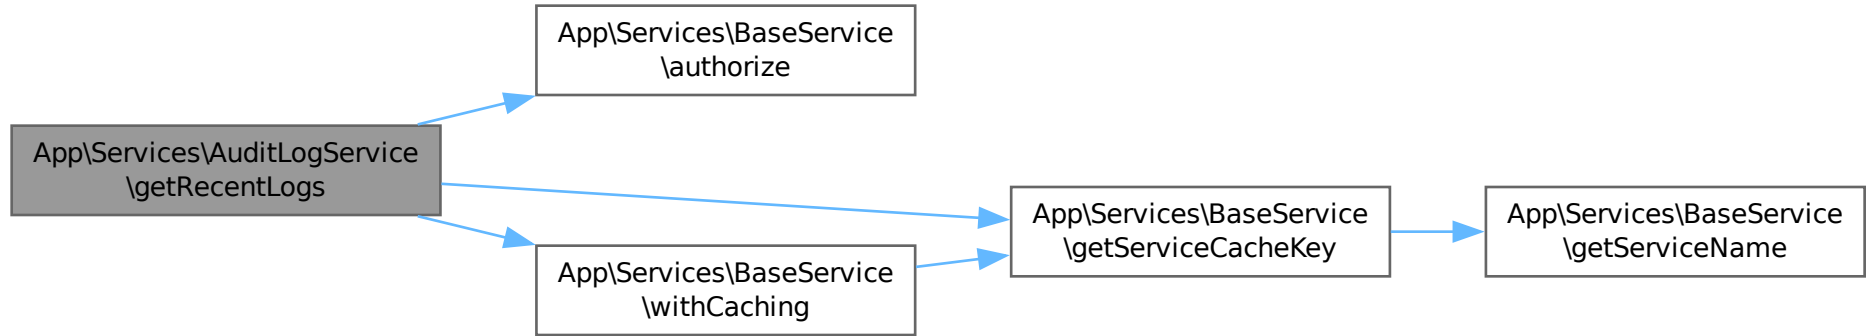 App\Services\BaseService
\authorize
App\Services\AuditLogService
\getRecentLogs
App\Services\BaseService
\getServiceCacheKey
App\Services\BaseService
\getServiceName
App\Services\BaseService
\withCaching